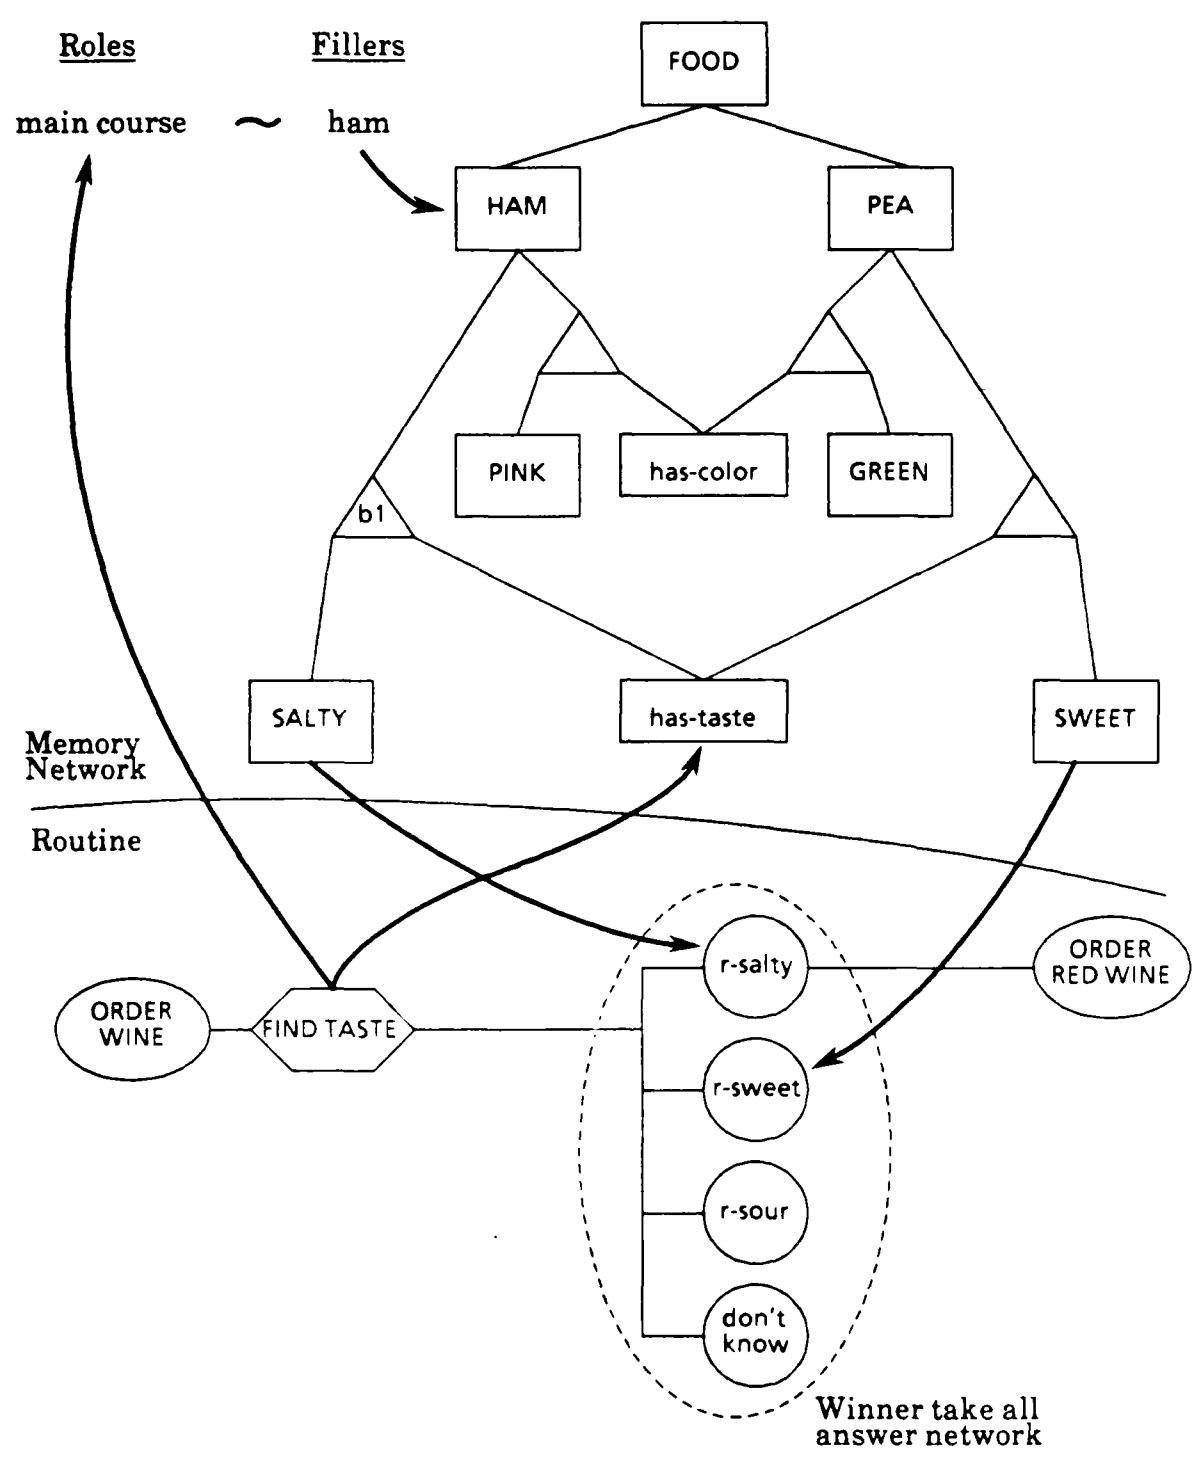 Roles
Fillers
FOOD
main course ~ ham
HAM
PEA
PINK
has-color
GREEN
b1
SALTY
has-taste
SWEET
Memory
Network
Routine
ORDER
WINE
FIND TASTE
r-salty
ORDER
RED WINE
r-sweet
r-sour
don't
know
Winner take all
answer network